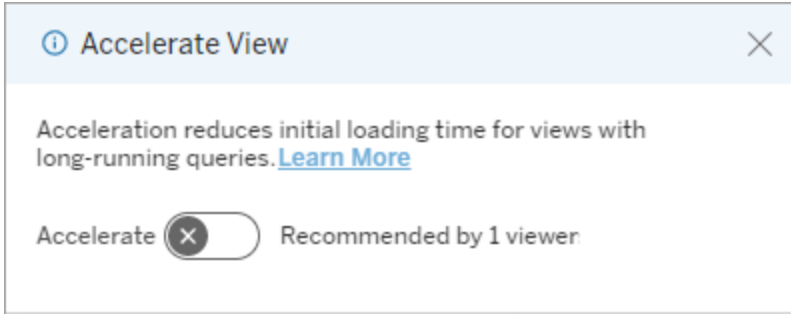 Accelerate View
Acceleration reduces initial loading time for views with
long-running queries. Learn More
Accelerate Recommended by 1 viewer